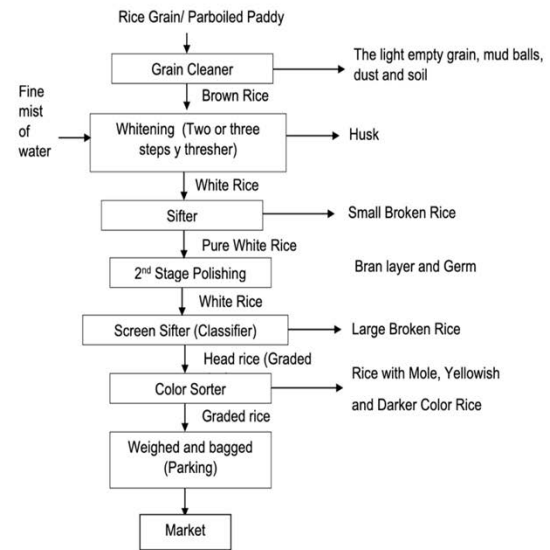 Rice Grain/ Parboiled Paddy
Grain Cleaner
The light empty grain, mud balls,
dust and soil
Brown Rice
Fine
mist
of
water
Whitening (Two or three
steps y thresher)
Husk
White Rice
Sifter
Small Broken Rice
Pure White Rice
2nd Stage Polishing
Bran layer and Germ
White Rice
Screen Sifter (Classifier)
Large Broken Rice
Head rice (Graded
Color Sorter
Rice with Mole, Yellowish
and Darker Color Rice
Graded rice
Weighed and bagged
(Parking)
Market